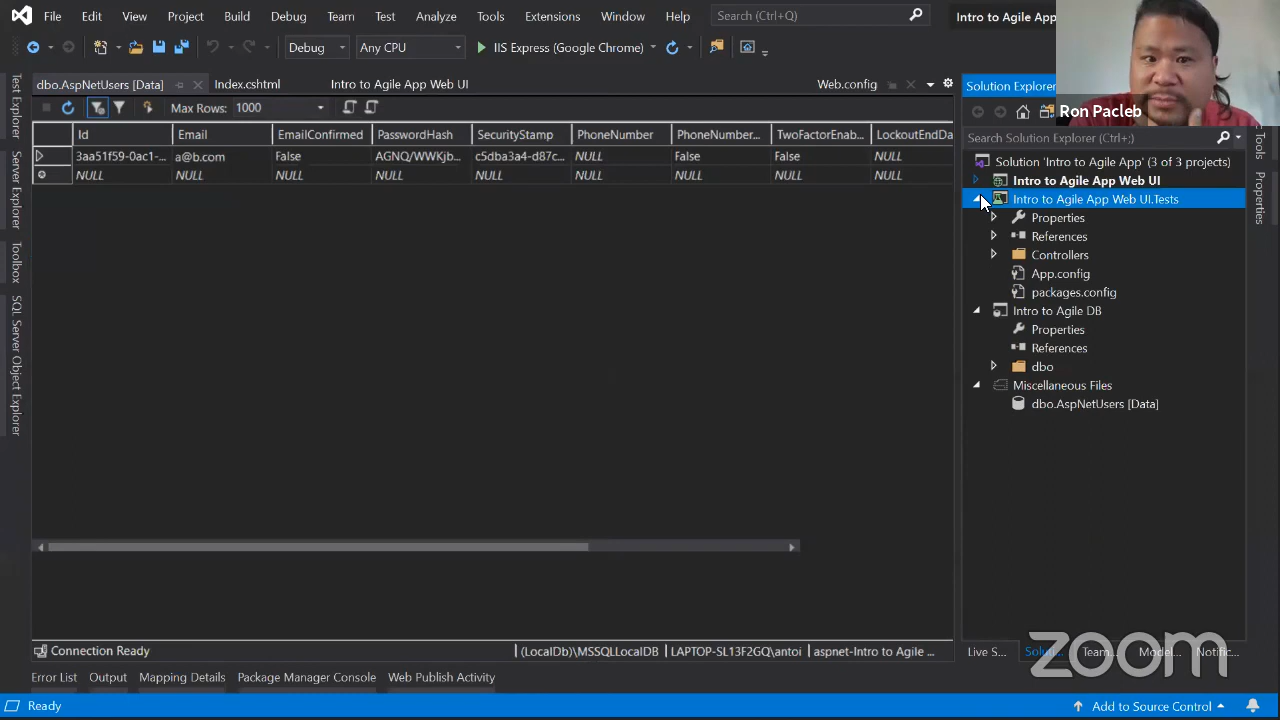 File Edit View Project Build Debug Team Test Analyze Tools Extensions Window Help Search (Ctrl+Q) Intro to Agile App
Debug Any CPU IIS Express (Google Chrome)
dbo.AspNetUsers [Data] Index.cshtml Intro to Agile App Web UI Web.config
Max Rows: 1000
Id Email EmailConfirmed PasswordHash SecurityStamp PhoneNumber PhoneNumber... TwoFactorEnab... LockoutEndDa
3aa51f59-0ac1-... a@b.com False AGNQ/WWKjb... c5dba3a4-d87c... NULL False False NULL
NULL NULL NULL NULL NULL NULL NULL NULL NULL
(LocalDb)\MSSQLLocalDB LAPTOP-SL13F2GQ\antoi aspnet-Intro to Agile ...
Connection Ready
Error List Output Mapping Details Package Manager Console Web Publish Activity
Ready
Add to Source Control
Test Explorer
Server Explorer
Toolbox
SQL Server Object Explorer
Solution Explorer
Ron Pacleb
Search Solution Explorer (Ctrl+;)
Solution 'Intro to Agile App' (3 of 3 projects)
Intro to Agile App Web UI
Intro to Agile App Web UI.Tests
Properties
References
Controllers
App.config
packages.config
Intro to Agile DB
Properties
References
dbo
Miscellaneous Files
dbo.AspNetUsers [Data]
Live S... Soluti... Team... Model... Notific...
zoom
Tools
Properties